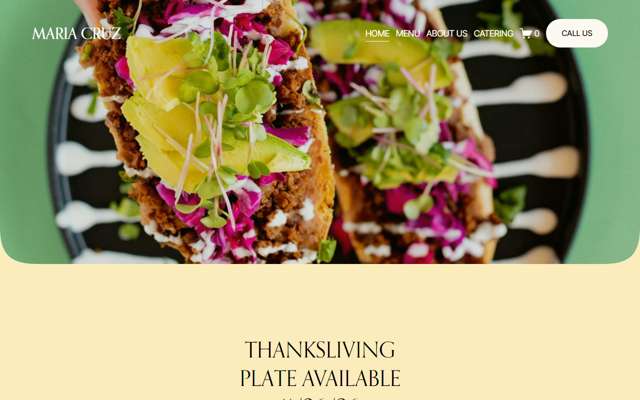 MARIA CRUZ
HOME MENU ABOUT US CATERING 0 CALL US
THANKSLIVING
PLATE AVAILABLE